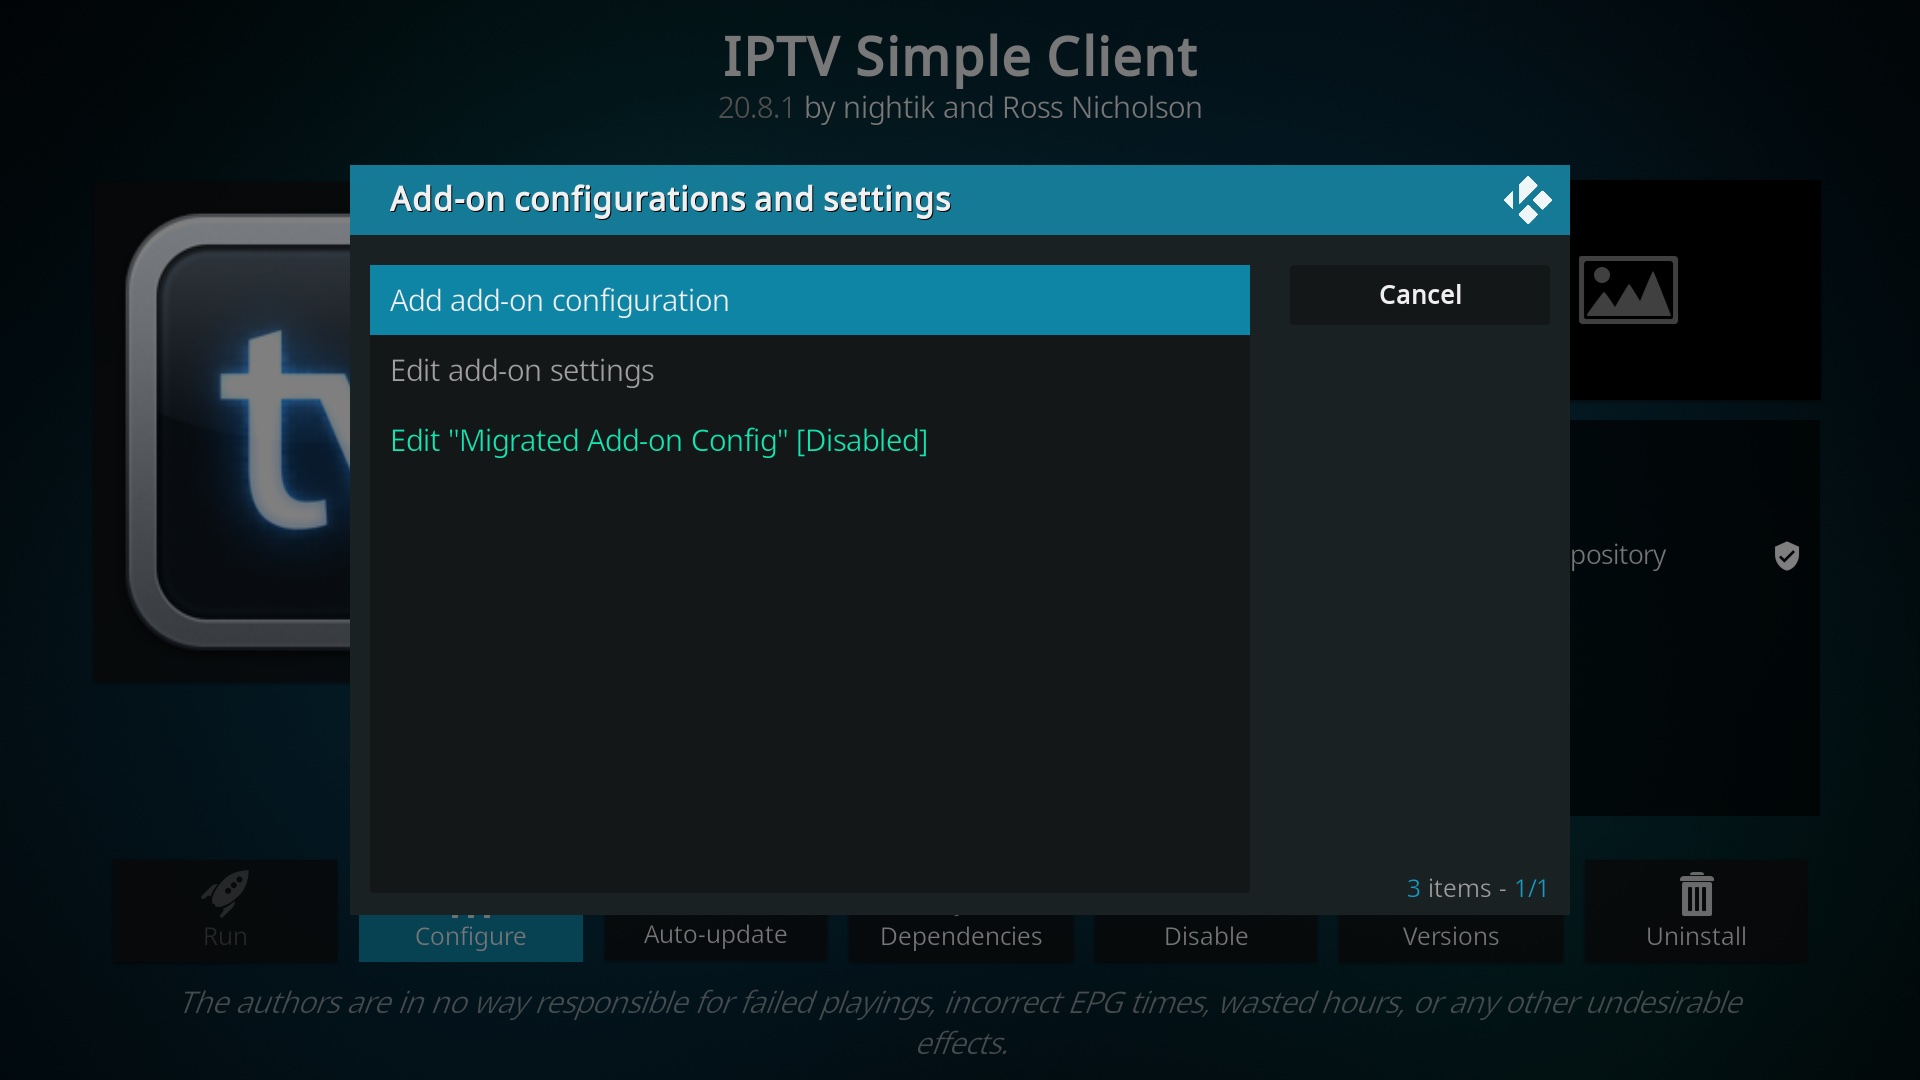 IPTV Simple Client
20.8.1 by nightik and Ross Nicholson
Add-on configurations and settings
Add add-on configuration
Cancel
Edit add-on settings
Edit "Migrated Add-on Config" [Disabled]
pository
3 items - 1/1
Run
Configure
Auto-update
Dependencies
Disable
Versions
Uninstall
The authors are in no way responsible for failed playings, incorrect EPG times, wasted hours, or any other undesirable
effects.